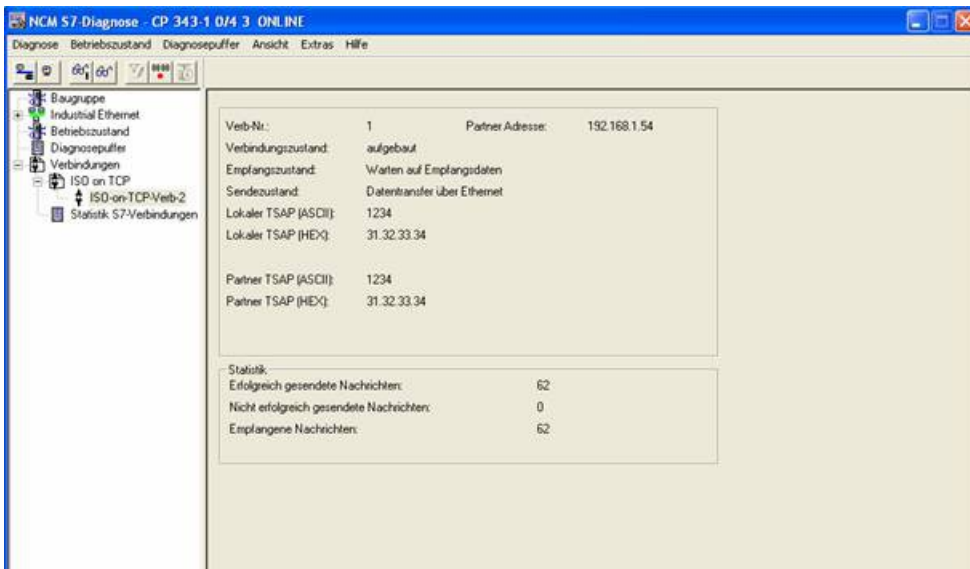 NCM S7-Diagnose - CP 343-1 0/4 3 ONLINE
Diagnose Betriebszustand Diagnosepuffer Ansicht Extras Hilfe
Baugruppe
Industrial Ethernet
Betriebszustand
Diagnosepuffer
Verbindungen
ISO on TCP
ISO-on-TCP-Verb-2
Statistik S7-Verbindungen
Verb-Nr.: 1 Partner Adresse: 192.168.1.54
Verbindungszustand: aufgebaut
Empfangszustand: Warten auf Empfangsdaten
Sendezustand: Datentransfer über Ethernet
Lokaler TSAP (ASCII): 1234
Lokaler TSAP (HEX): 31.32.33.34
Partner TSAP (ASCII): 1234
Partner TSAP (HEX): 31.32.33.34
Statistik
Erfolgreich gesendete Nachrichten: 62
Nicht erfolgreich gesendete Nachrichten: 0
Empfangene Nachrichten: 62